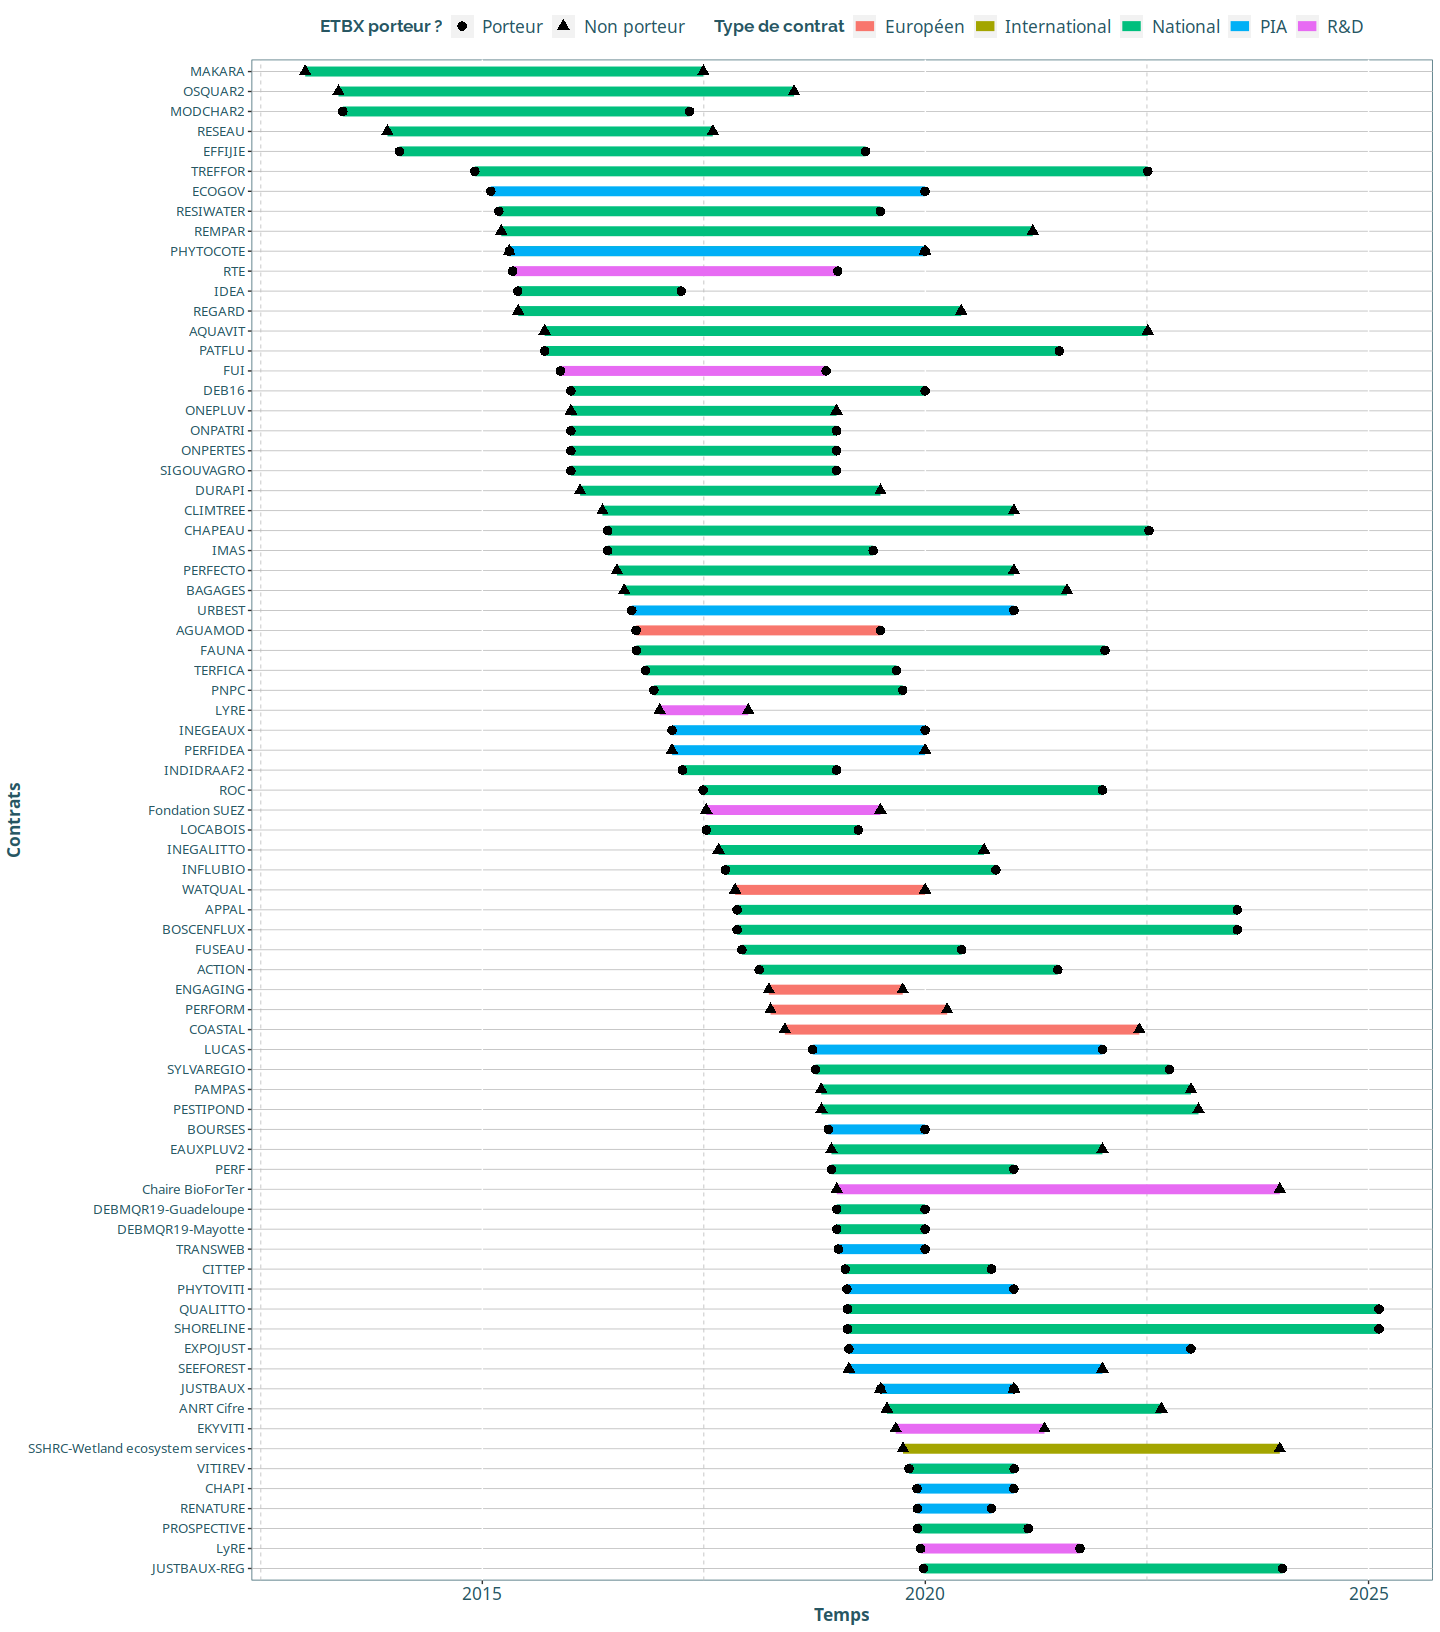 ETBX porteur ? Porteur Non porteur Type de contrat Européen International National PIA R&D
MAKARA
OSQUAR2
MODCHAR2
RESEAU
EFFIJIE
TREFFOR
ECOGOV
RESIWATER
REMPAR
PHYTOCOTE
RTE
IDEA
REGARD
AQUAVIT
PATFLU
FUI
DEB16
ONEPLUV
ONPATRI
ONPERTES
SIGOUVAGRO
DURAPI
CLIMTREE
CHAPEAU
IMAS
PERFECTO
BAGAGES
URBEST
AGUAMOD
FAUNA
TERFICA
PNPC
LYRE
INEGEAUX
PERFIDEA
INDIDRAAF2
ROC
Fondation SUEZ
LOCABOIS
INEGALITTO
INFLUBIO
WATQUAL
APPAL
BOSCENFLUX
FUSEAU
ACTION
ENGAGING
PERFORM
COASTAL
LUCAS
SYLVAREGIO
PAMPAS
PESTIPOND
BOURSES
EAUXPLUV2
PERF
Chaire BioForTer
DEBMQR19-Guadeloupe
DEBMQR19-Mayotte
TRANSWEB
CITTEP
PHYTOVITI
QUALITTO
SHORELINE
EXPOJUST
SEEFOREST
JUSTBAUX
ANRT Cifre
EKYVITI
SSHRC-Wetland ecosystem services
VITIREV
CHAPI
RENATURE
PROSPECTIVE
LyRE
JUSTBAUX-REG
Contrats
2015 2020 2025
Temps